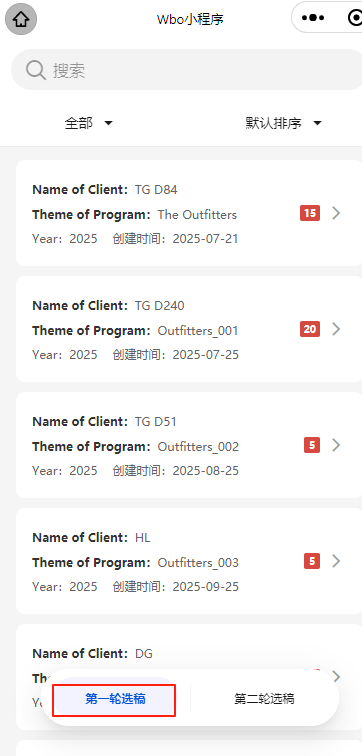 Wbo小程序
搜索
全部 默认排序
Name of Client: TG D84
Theme of Program: The Outfitters 15
Year: 2025 创建时间: 2025-07-21
Name of Client: TG D240
Theme of Program: Outfitters_001 20
Year: 2025 创建时间: 2025-07-25
Name of Client: TG D51
Theme of Program: Outfitters_002 5
Year: 2025 创建时间: 2025-08-25
Name of Client: HL
Theme of Program: Outfitters_003 5
Year: 2025 创建时间: 2025-09-25
Name of Client: DG
第一轮选稿 第二轮选稿